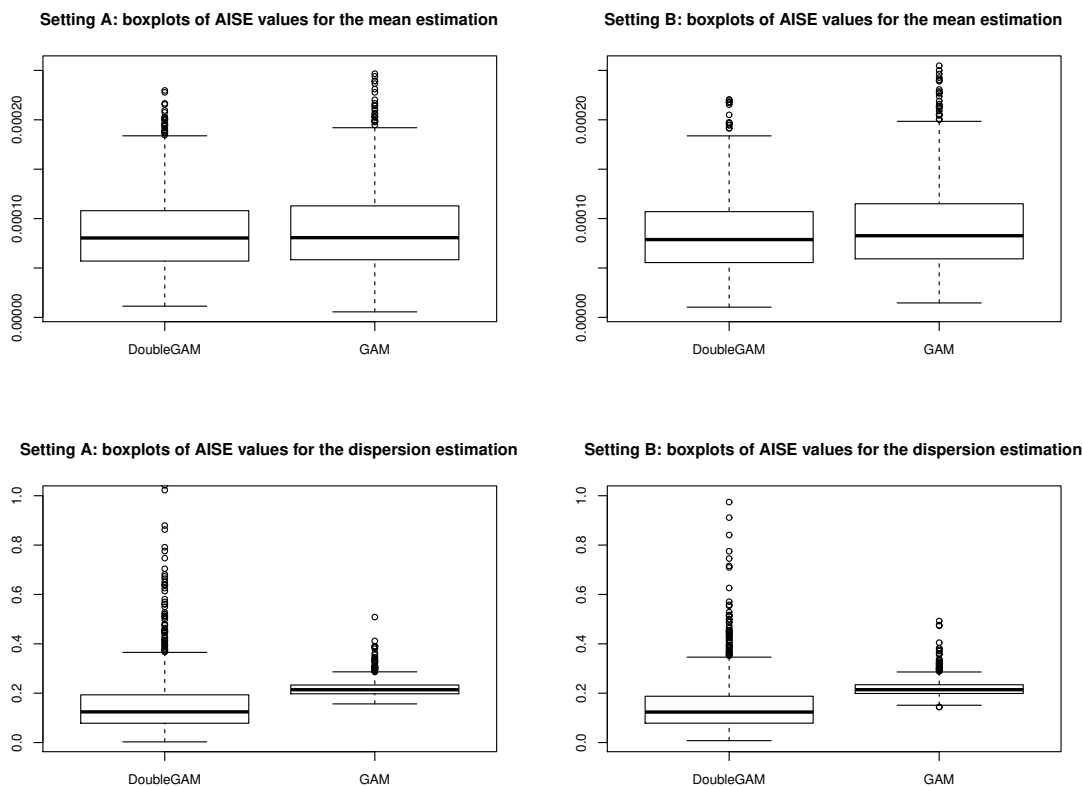 Setting A: boxplots of AISE values for the mean estimation
0.00020
0.00010
0.00000
DoubleGAM GAM
Setting B: boxplots of AISE values for the mean estimation
0.00020
0.00010
0.00000
DoubleGAM GAM
Setting A: boxplots of AISE values for the dispersion estimation
1.0
0.8
0.6
0.4
0.2
0.0
DoubleGAM GAM
Setting B: boxplots of AISE values for the dispersion estimation
1.0
0.8
0.6
0.4
0.2
0.0
DoubleGAM GAM